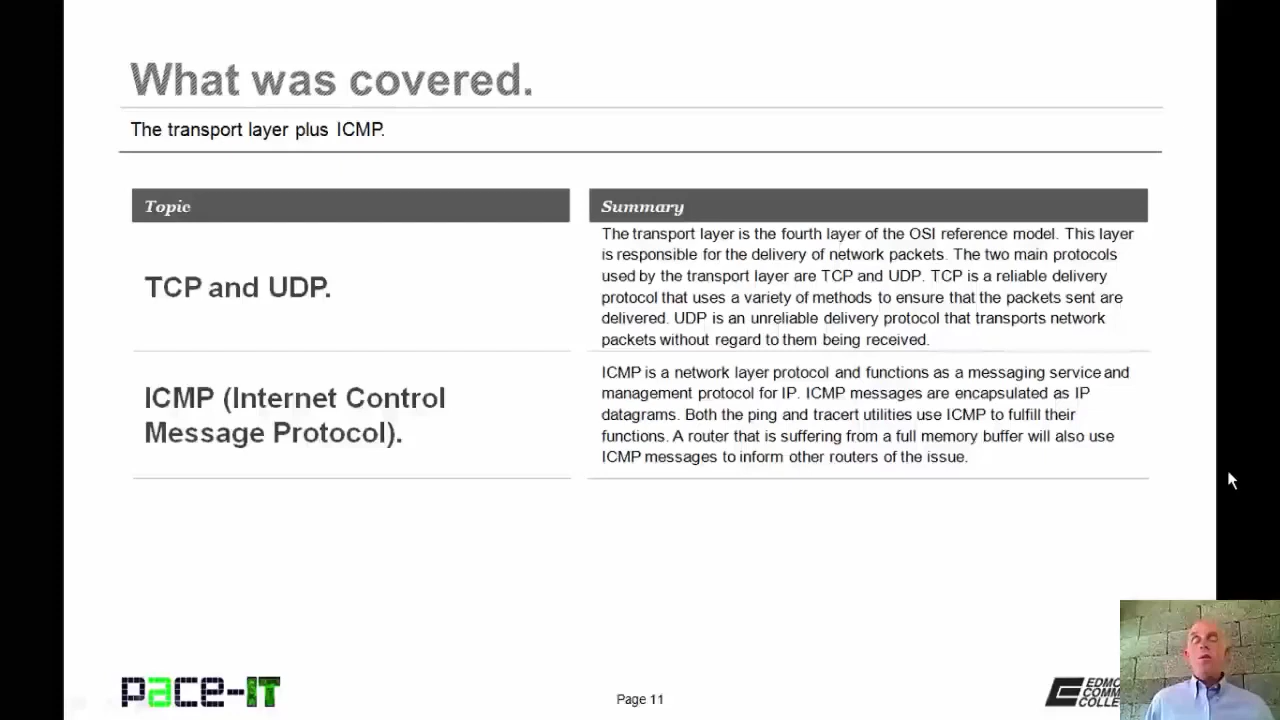 What was covered.
The transport layer plus ICMP.
Topic
Summary
TCP and UDP.
The transport layer is the fourth layer of the OSI reference model. This layer
is responsible for the delivery of network packets. The two main protocols
used by the transport layer are TCP and UDP. TCP is a reliable delivery
protocol that uses a variety of methods to ensure that the packets sent are
delivered. UDP is an unreliable delivery protocol that transports network
packets without regard to them being received.
ICMP (Internet Control
Message Protocol).
ICMP is a network layer protocol and functions as a messaging service and
management protocol for IP. ICMP messages are encapsulated as IP
datagrams. Both the ping and tracert utilities use ICMP to fulfill their
functions. A router that is suffering from a full memory buffer will also use
ICMP messages to inform other routers of the issue.
pace-IT
Page 11